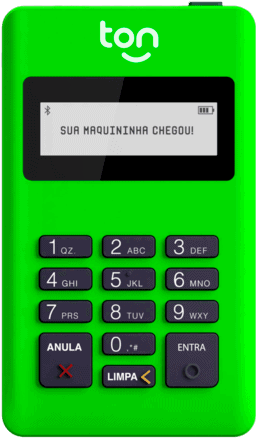 ton
SUA MAQUININHA CHEGOU!
1 QZ. 2 ABC 3 DEF
4 GHI 5 JKL 6 MNO
7 PRS 8 TUV 9 WXY
ANULA 0 .*# ENTRA
LIMPA